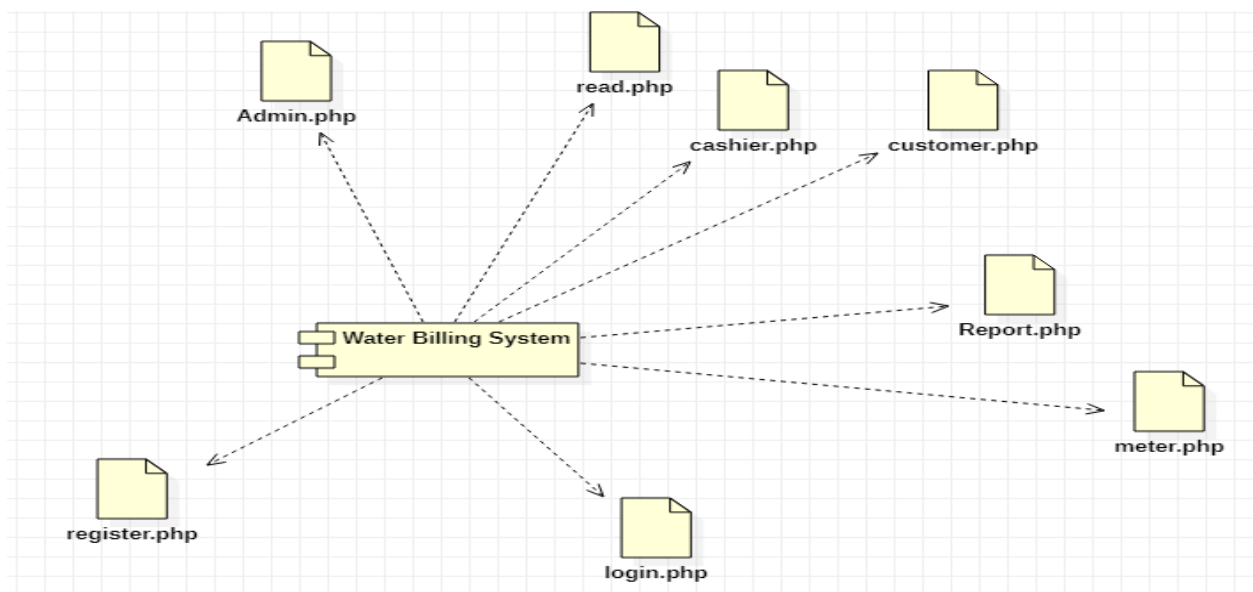 read.php
Admin.php
cashier.php
customer.php
Report.php
Water Billing System
meter.php
register.php
login.php